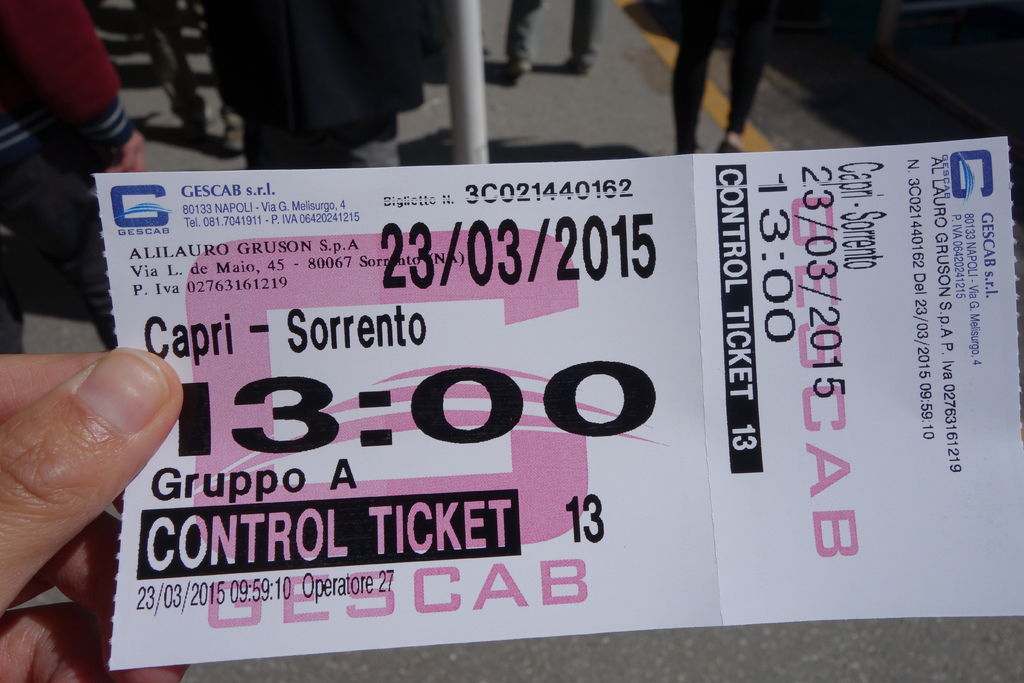 GESCAB s.r.l.
80133 NAPOLI - Via G. Melisurgo, 4
Tel. 081.7041911 - P. IVA 06420241215
GESCAB
Biglietto N. 3C021440162
ALILAURO GRUSON S.p.A
Via L. de Maio, 45 - 80067 Sorrento(NA)
P. Iva 02763161219
23/03/2015
Capri - Sorrento
13:00
Gruppo A
CONTROL TICKET 13
23/03/2015 09:59:10 Operatore 27
GESCAB
GESCAB s.r.l.
80133 NAPOLI - Via G. Melisurgo, 4
P. IVA 06420241215
GESCAB
ALILAURO GRUSON S.p.A P. Iva 02763161219
N. 3C021440162 Del 23/03/2015 09:59:10
Capri - Sorrento
23/03/2015
13:00
CONTROL TICKET 13
GESCAB